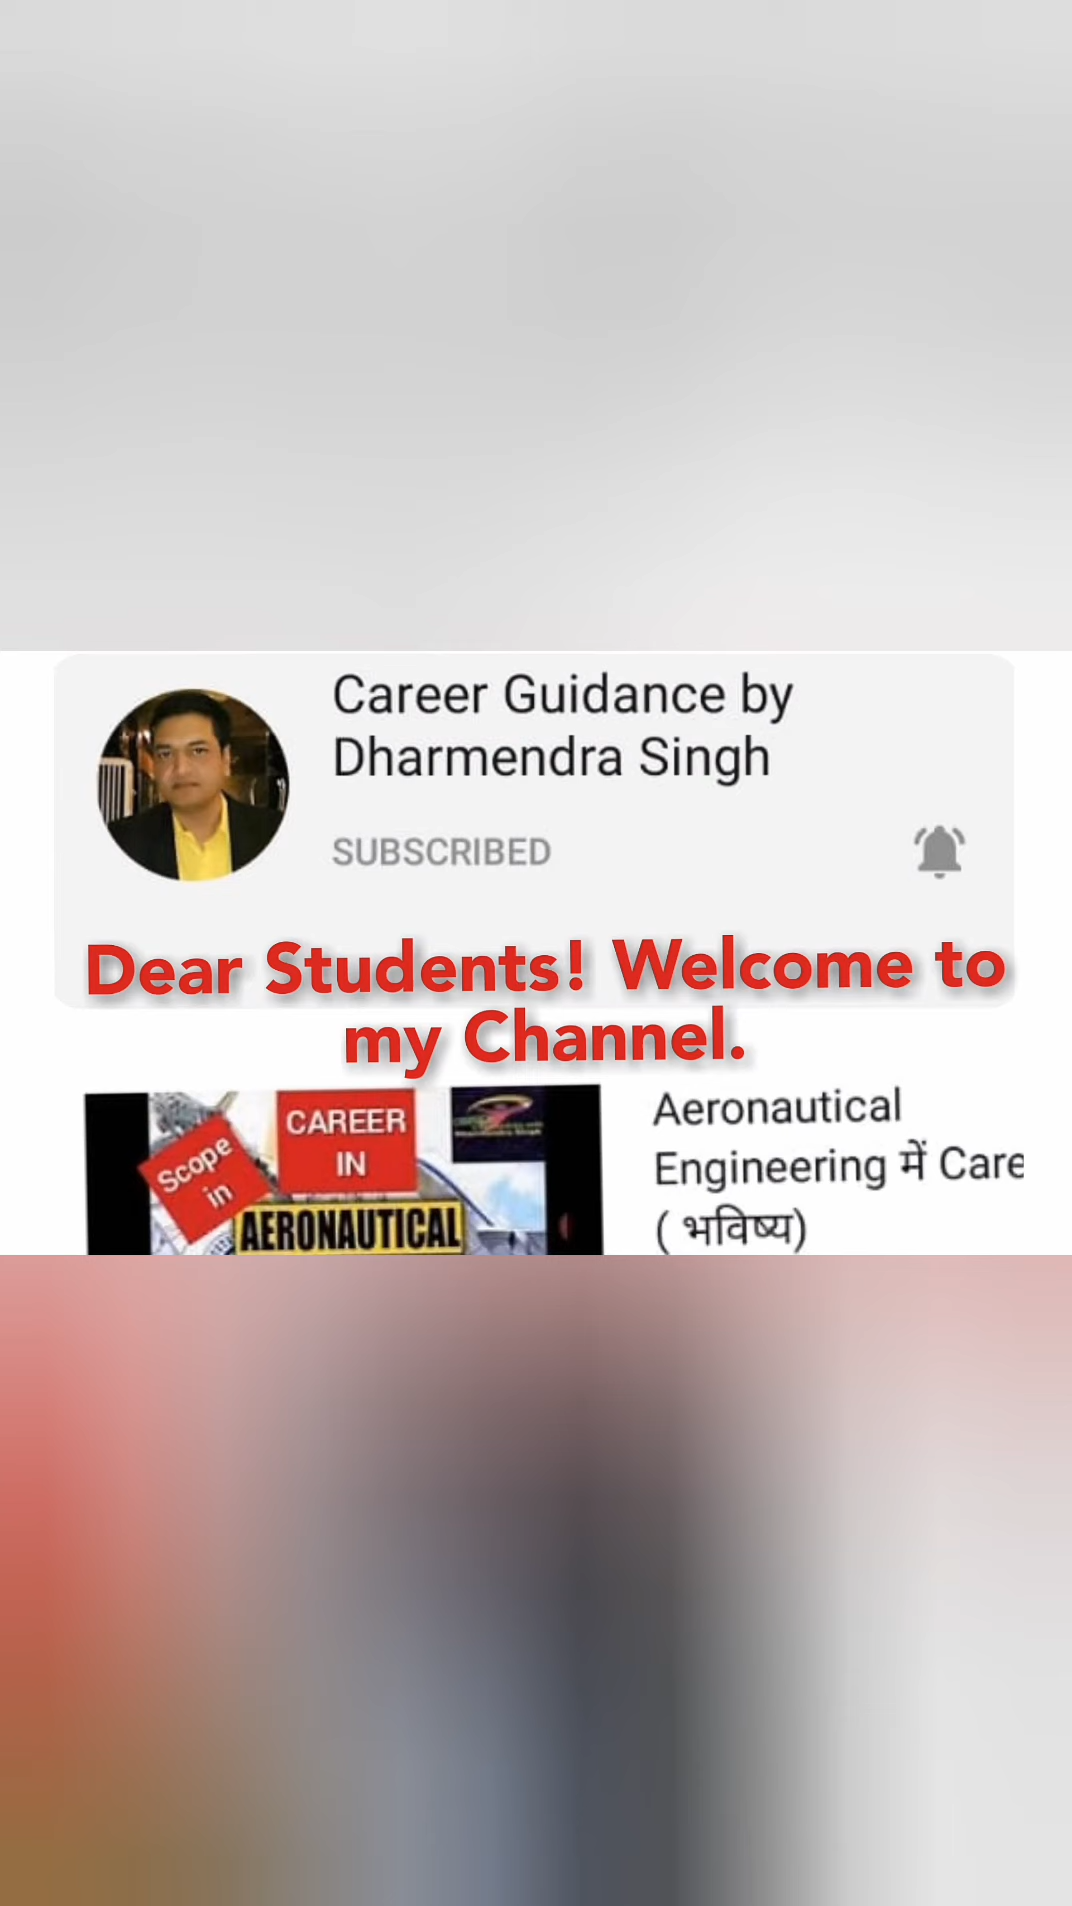 Career Guidance by
Dharmendra Singh
SUBSCRIBED
Dear Students! Welcome to
my Channel.
Scope
in
CAREER
IN
AERONAUTICAL
Aeronautical
Engineering में Care
( भविष्य)